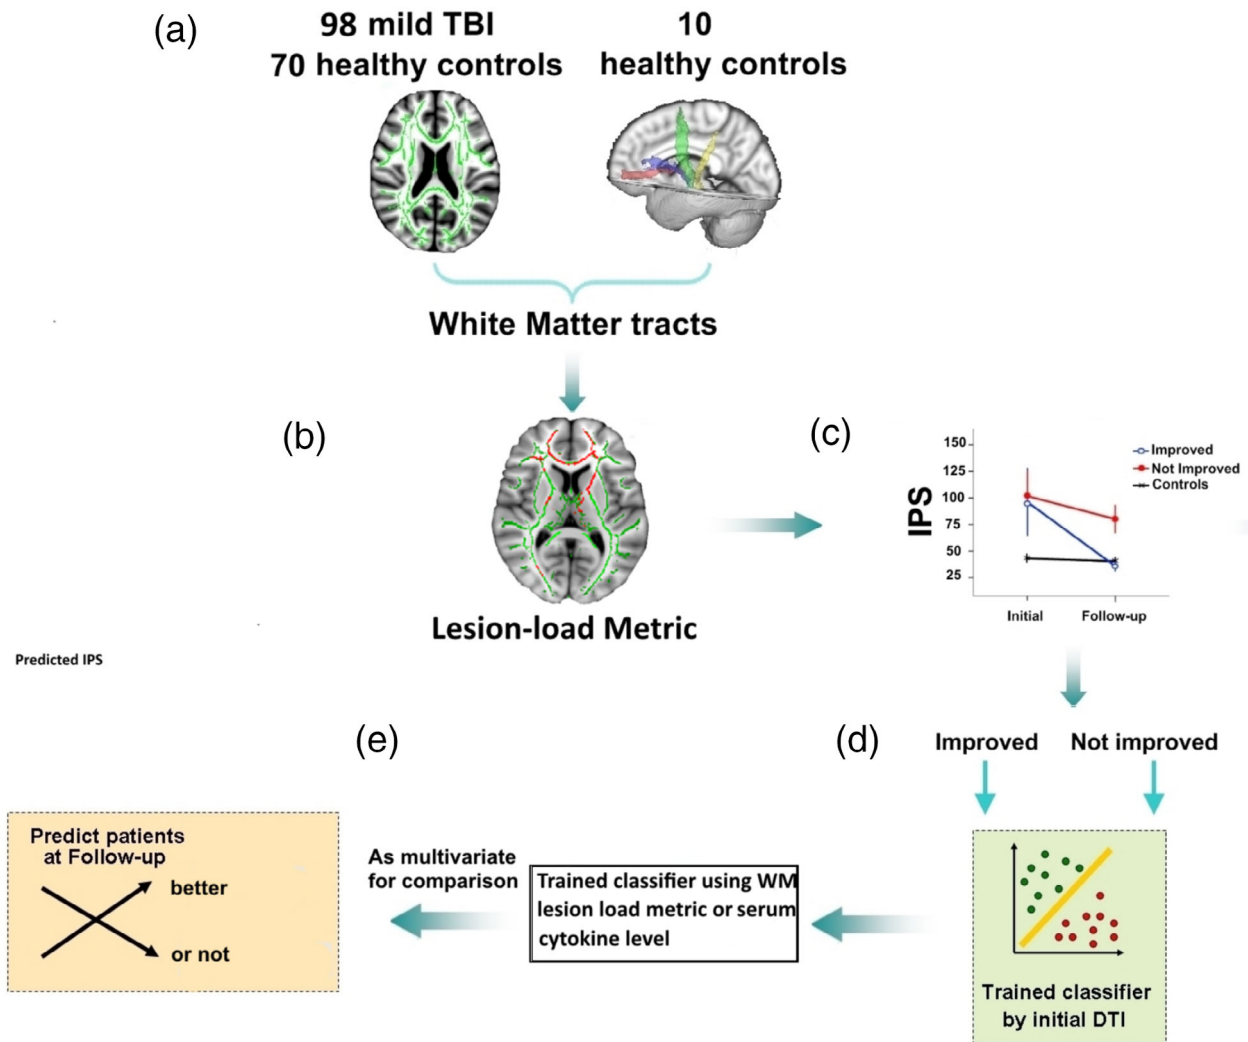 (a)
98 mild TBI
70 healthy controls
10
healthy controls
White Matter tracts
(b)
Lesion-load Metric
(c)
IPS
150
125
100
75
50
25
Initial
Follow-up
Improved
Not Improved
Controls
Predicted IPS
(d)
Improved
Not improved
Trained classifier
by initial DTI
(e)
As multivariate
for comparison
Trained classifier using WM
lesion load metric or serum
cytokine level
Predict patients
at Follow-up
better
or not